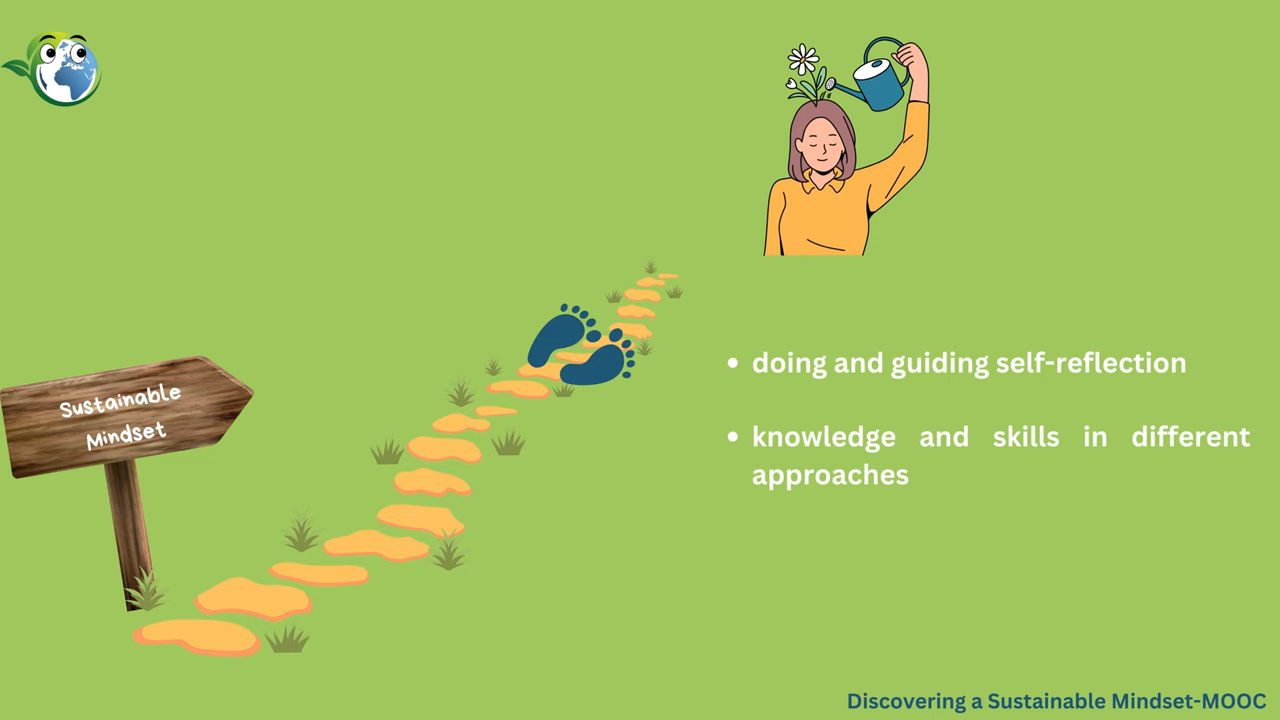 Sustainable
Mindset
• doing and guiding self-reflection
• knowledge and skills in different
approaches
Discovering a Sustainable Mindset-MOOC